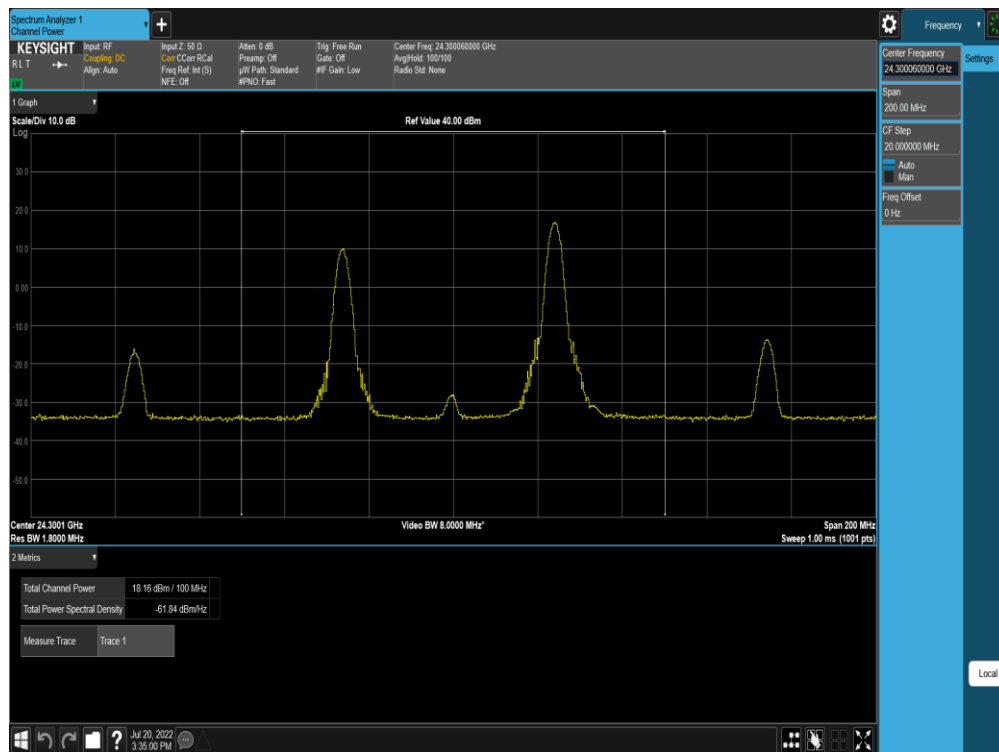 Spectrum Analyzer 1
Channel Power
+
Frequency
KEYSIGHT
RLT
Input: RF
Coupling: DC
Align: Auto
Input Z: 50 Ω
Corr CCorr RCal
Freq Ref: Int (S)
NFE: Off
Atten: 0 dB
Preamp: Off
µW Path: Standard
#PNO: Fast
Trig: Free Run
Gate: Off
#IF Gain: Low
Center Freq: 24.300060000 GHz
Avg|Hold: 100/100
Radio Std: None
Center Frequency
24.300060000 GHz
Settings
Span
200.00 MHz
CF Step
20.000000 MHz
Auto
Man
Freq Offset
0 Hz
1 Graph
Scale/Div 10.0 dB
Ref Value 40.00 dBm
Log
30.0
20.0
10.0
0.00
-10.0
-20.0
-30.0
-40.0
-50.0
Center 24.3001 GHz
Video BW 8.0000 MHz*
Span 200 MHz
Res BW 1.8000 MHz
Sweep 1.00 ms (1001 pts)
2 Metrics
Total Channel Power 18.16 dBm / 100 MHz
Total Power Spectral Density -61.84 dBm/Hz
Measure Trace Trace 1
Local
?
Jul 20, 2022
3:35:00 PM